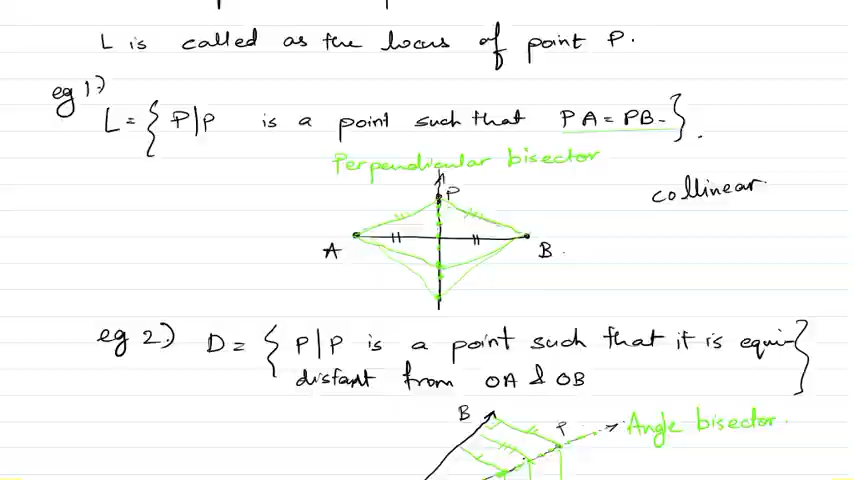 L is called as the locus of point P.
eg 1.)
L = { P | P is a point such that PA = PB }.
Perpendicular bisector
collinear.
P
A
B.
eg 2.) D = { P | P is a point such that it is equi-
distant from OA & OB }
B
P
Angle bisector.